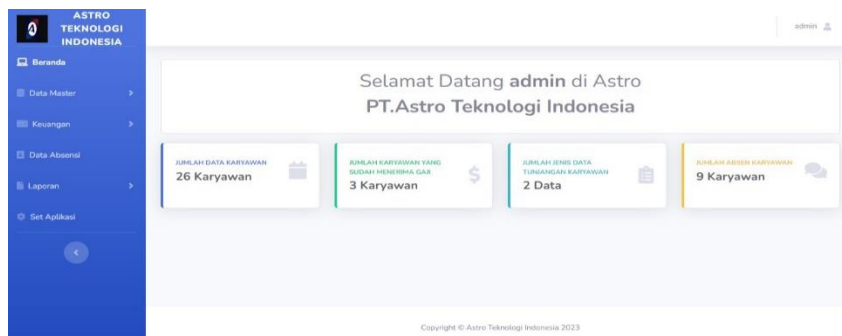 ASTRO
TEKNOLOGI
INDONESIA
admin
Beranda
Data Master
Keuangan
Data Absensi
Laporan
Set Aplikasi
Selamat Datang admin di Astro
PT.Astro Teknologi Indonesia
JUMLAH DATA KARYAWAN
26 Karyawan
JUMLAH KARYAWAN YANG
SUDAH MENERIMA GAJI
3 Karyawan
$
JUMLAH JENIS DATA
TUNJANGAN KARYAWAN
2 Data
JUMLAH ABSEN KARYAWAN
9 Karyawan
Copyright © Astro Teknologi Indonesia 2023